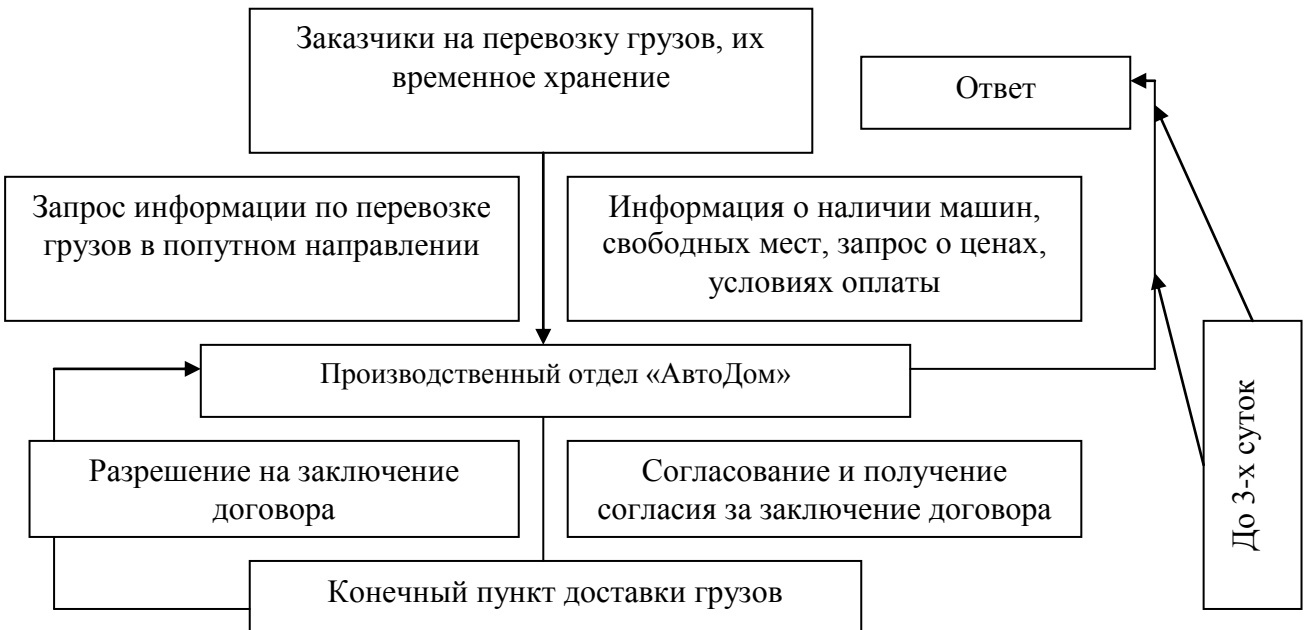 Заказчики на перевозку грузов, их
временное хранение
Ответ
Запрос информации по перевозке
грузов в попутном направлении
Информация о наличии машин,
свободных мест, запрос о ценах,
условиях оплаты
Производственный отдел «АвтоДом»
Разрешение на заключение
договора
Согласование и получение
согласия за заключение договора
До 3-х суток
Конечный пункт доставки грузов